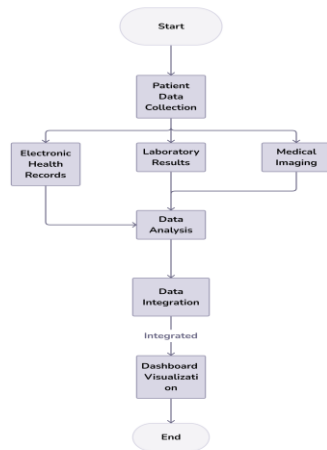 Start
Patient
Data
Collection
Electronic
Health
Records
Laboratory
Results
Medical
Imaging
Data
Analysis
Data
Integration
Integrated
Dashboard
Visualizati
on
End